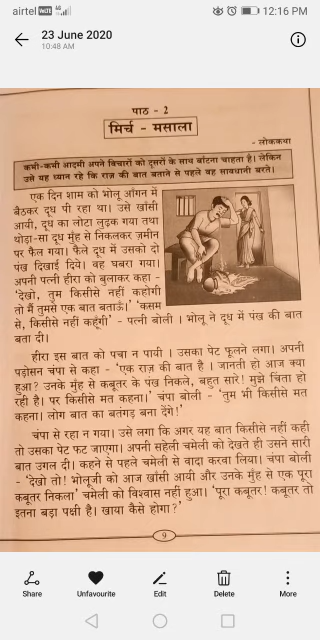 airtel VoLTE 4G 12:16 PM
23 June 2020
10:48 AM
पाठ - 2
मिर्च - मसाला
- लोककथा
कभी-कभी आदमी अपने विचारों को दूसरों के साथ बाँटना चाहता है। लेकिन
उसे यह ध्यान रहे कि राज़ की बात बताने से पहले वह सावधानी बरते।
एक दिन शाम को भोलू आँगन में
बैठकर दूध पी रहा था। उसे खाँसी
आयी, दूध का लोटा लुढ़क गया तथा
थोड़ा-सा दूध मुँह से निकलकर ज़मीन
पर फैल गया। फैले दूध में उसको दो
पंख दिखाई दिये। वह घबरा गया।
अपनी पत्नी हीरा को बुलाकर कहा -
'देखो, तुम किसीसे नहीं कहोगी
तो मैं तुमसे एक बात बताऊँ।' 'कसम
से, किसीसे नहीं कहूँगी' - पत्नी बोली । भोलू ने दूध में पंख की बात
बता दी।
हीरा इस बात को पचा न पायी । उसका पेट फूलने लगा। अपनी
पड़ोसन चंपा से कहा - 'एक राज़ की बात है । जानती हो आज क्या
हुआ? उनके मुँह से कबूतर के पंख निकले, बहुत सारे! मुझे चिंता हो
रही है। पर किसीसे मत कहना।' चंपा बोली - 'तुम भी किसीसे मत
कहना। लोग बात का बतंगड़ बना देंगे!'
चंपा से रहा न गया। उसे लगा कि अगर यह बात किसीसे नहीं कही
तो उसका पेट फट जाएगा। अपनी सहेली चमेली को देखते ही उसने सारी
बात उगल दी। कहने से पहले चमेली से वादा करवा लिया। चंपा बोली
- 'देखो तो! भोलूजी को आज खाँसी आयी और उनके मुँह से एक पूरा
कबूतर निकला' चमेली को विश्वास नहीं हुआ। 'पूरा कबूतर! कबूतर तो
इतना बड़ा पक्षी है। खाया कैसे होगा?'
9
Share Unfavourite Edit Delete More